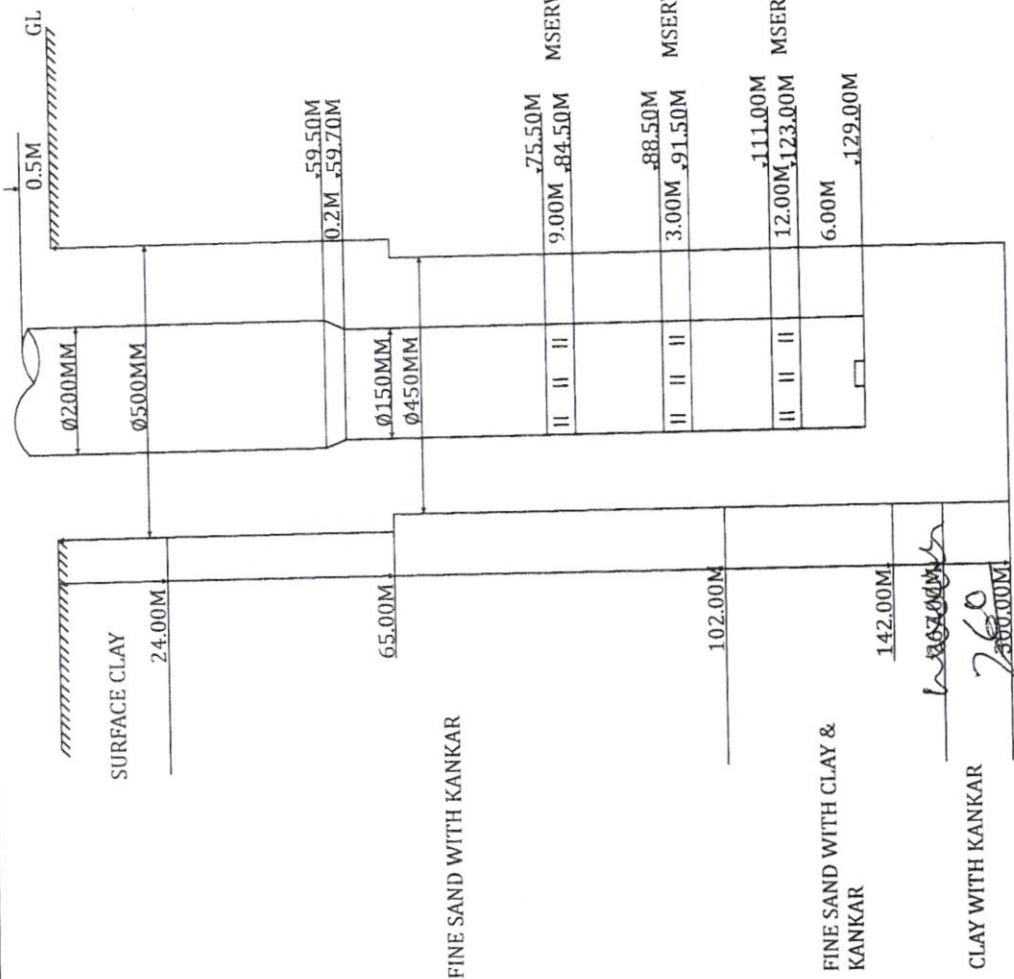 0.5M
GL
Ø200MM
Ø500MM
SURFACE CLAY
24.00M
59.50M
0.2M 59.70M
65.00M
Ø150MM
Ø450MM
FINE SAND WITH KANKAR
75.50M
9.00M 84.50M
88.50M
3.00M 91.50M
102.00M
111.00M
12.00M 123.00M
6.00M
129.00M
142.00M
FINE SAND WITH CLAY &
KANKAR
CLAY WITH KANKAR
260
300.00M